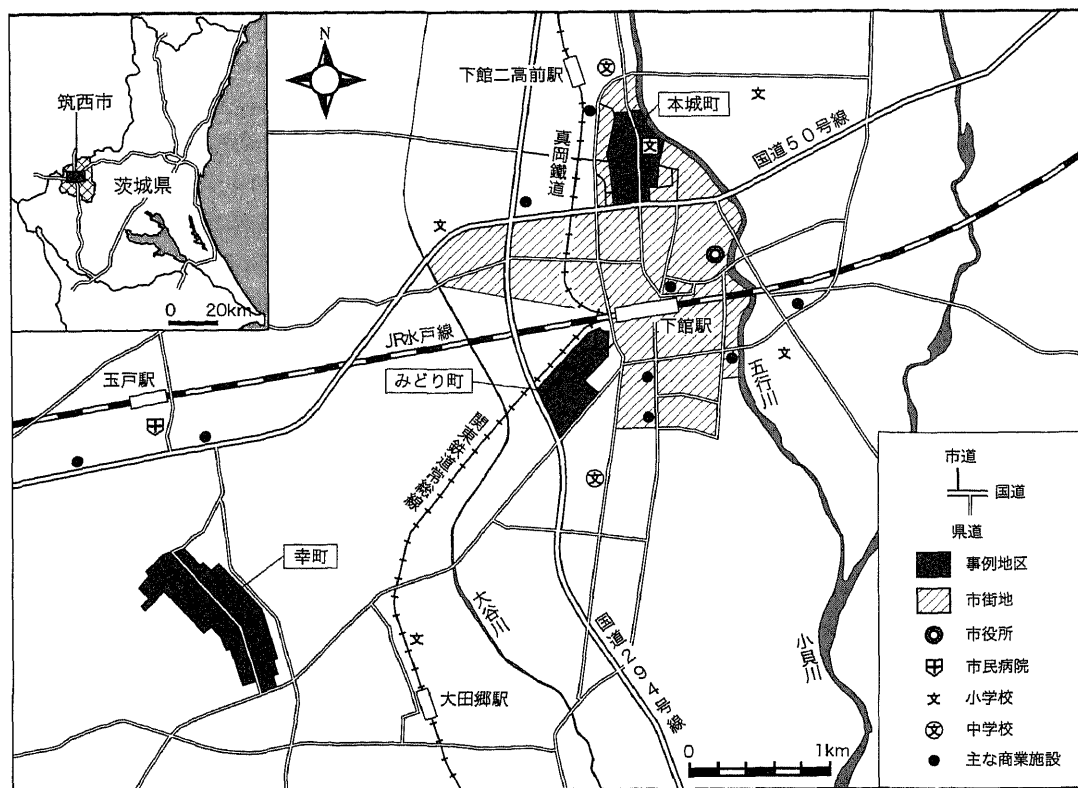 筑西市
茨城県
0 20km
N
下館二高前駅
本城町
真岡鐵道
国道50号線
下館駅
JR水戸線
玉戸駅
みどり町
関東鉄道常総線
五行川
幸町
大谷川
国道294号線
小貝川
大田郷駅
0 1km
市道
国道
県道
事例地区
市街地
市役所
市民病院
文 小学校
文 中学校
主な商業施設
文
文
文
文
文
文
文